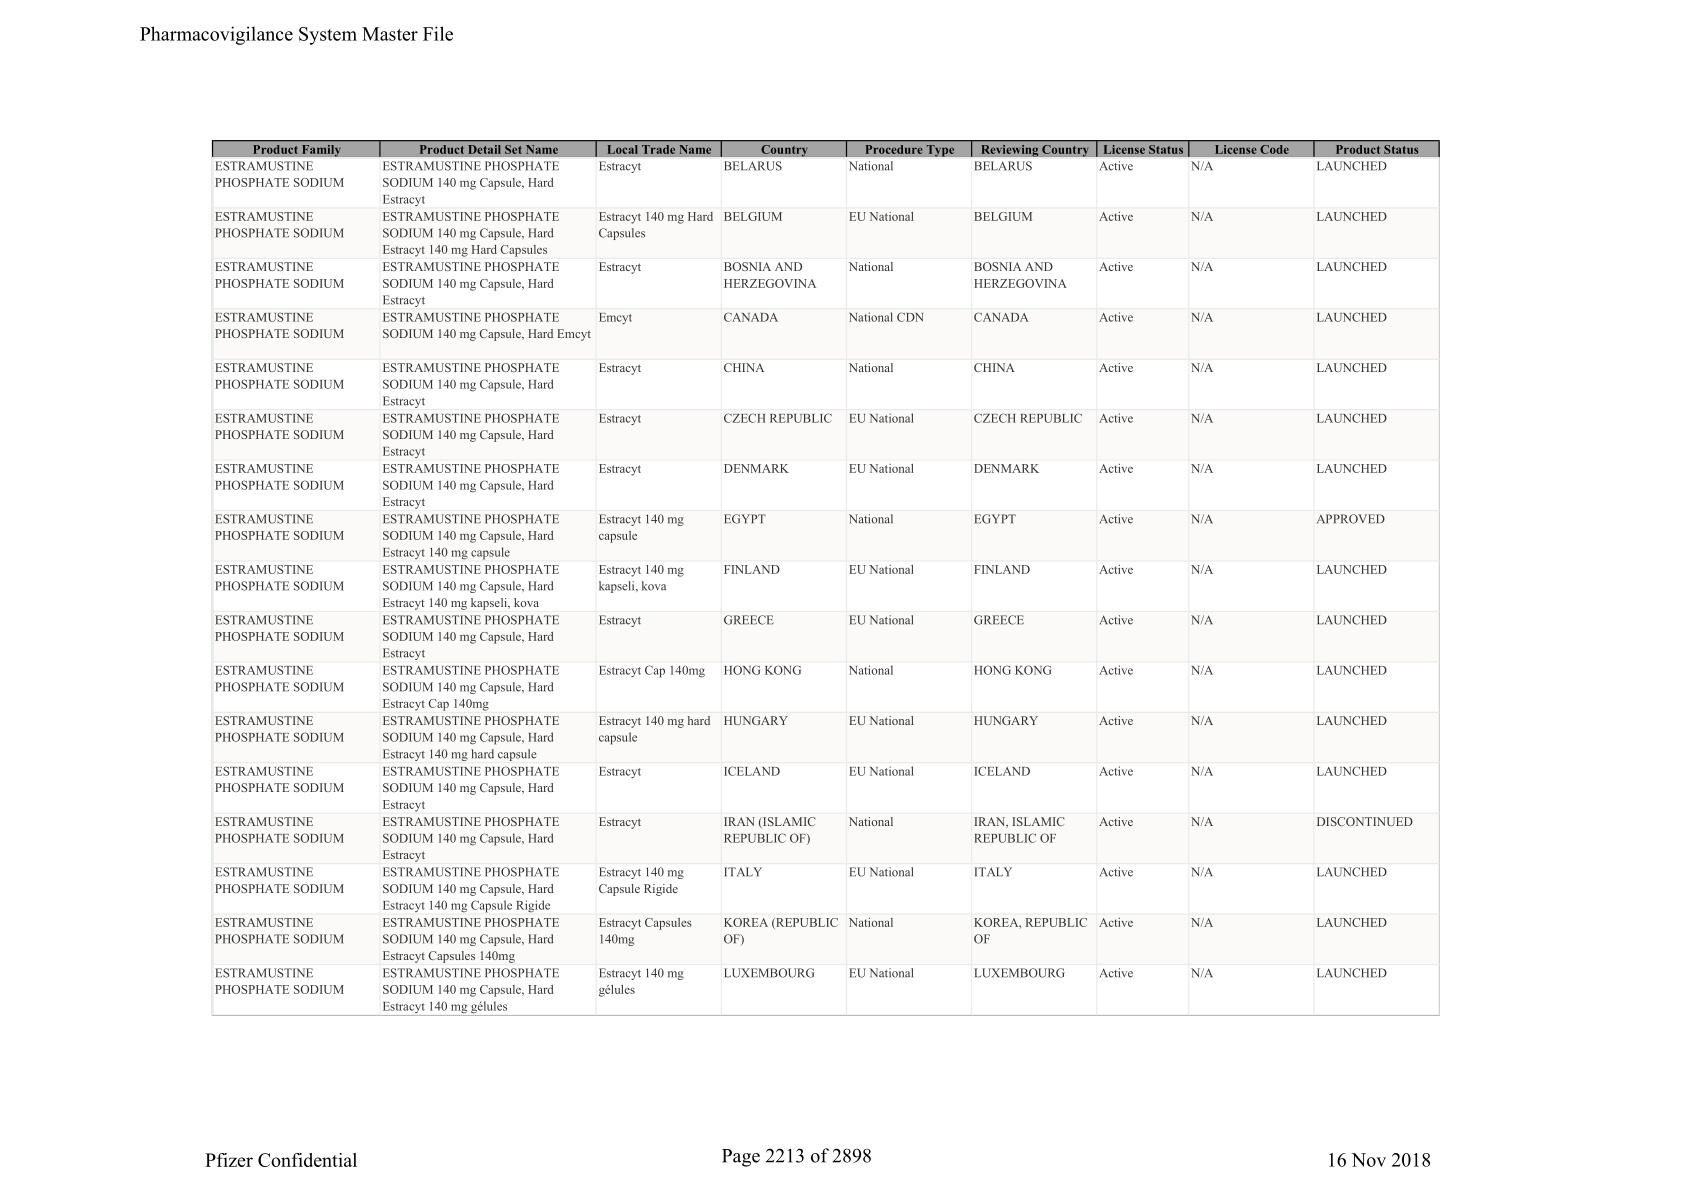 Pharmacovigilance System Master File
Product Family Product Detail Set Name Local Trade Name Country Procedure Type Reviewing Country License Status License Code Product Status
ESTRAMUSTINE ESTRAMUSTINE PHOSPHATE Estracyt BELARUS National BELARUS Active N/A LAUNCHED
PHOSPHATE SODIUM SODIUM 140 mg Capsule, Hard
Estracyt
ESTRAMUSTINE ESTRAMUSTINE PHOSPHATE Estracyt 140 mg Hard BELGIUM EU National BELGIUM Active N/A LAUNCHED
PHOSPHATE SODIUM SODIUM 140 mg Capsule, Hard Capsules
Estracyt 140 mg Hard Capsules
ESTRAMUSTINE ESTRAMUSTINE PHOSPHATE Estracyt BOSNIA AND National BOSNIA AND Active N/A LAUNCHED
PHOSPHATE SODIUM SODIUM 140 mg Capsule, Hard HERZEGOVINA HERZEGOVINA
Estracyt
ESTRAMUSTINE ESTRAMUSTINE PHOSPHATE Emcyt CANADA National CDN CANADA Active N/A LAUNCHED
PHOSPHATE SODIUM SODIUM 140 mg Capsule, Hard Emcyt
ESTRAMUSTINE ESTRAMUSTINE PHOSPHATE Estracyt CHINA National CHINA Active N/A LAUNCHED
PHOSPHATE SODIUM SODIUM 140 mg Capsule, Hard
Estracyt
ESTRAMUSTINE ESTRAMUSTINE PHOSPHATE Estracyt CZECH REPUBLIC EU National CZECH REPUBLIC Active N/A LAUNCHED
PHOSPHATE SODIUM SODIUM 140 mg Capsule, Hard
Estracyt
ESTRAMUSTINE ESTRAMUSTINE PHOSPHATE Estracyt DENMARK EU National DENMARK Active N/A LAUNCHED
PHOSPHATE SODIUM SODIUM 140 mg Capsule, Hard
Estracyt
ESTRAMUSTINE ESTRAMUSTINE PHOSPHATE Estracyt 140 mg EGYPT National EGYPT Active N/A APPROVED
PHOSPHATE SODIUM SODIUM 140 mg Capsule, Hard capsule
Estracyt 140 mg capsule
ESTRAMUSTINE ESTRAMUSTINE PHOSPHATE Estracyt 140 mg FINLAND EU National FINLAND Active N/A LAUNCHED
PHOSPHATE SODIUM SODIUM 140 mg Capsule, Hard kapseli, kova
Estracyt 140 mg kapseli, kova
ESTRAMUSTINE ESTRAMUSTINE PHOSPHATE Estracyt GREECE EU National GREECE Active N/A LAUNCHED
PHOSPHATE SODIUM SODIUM 140 mg Capsule, Hard
Estracyt
ESTRAMUSTINE ESTRAMUSTINE PHOSPHATE Estracyt Cap 140mg HONG KONG National HONG KONG Active N/A LAUNCHED
PHOSPHATE SODIUM SODIUM 140 mg Capsule, Hard
Estracyt Cap 140mg
ESTRAMUSTINE ESTRAMUSTINE PHOSPHATE Estracyt 140 mg hard HUNGARY EU National HUNGARY Active N/A LAUNCHED
PHOSPHATE SODIUM SODIUM 140 mg Capsule, Hard capsule
Estracyt 140 mg hard capsule
ESTRAMUSTINE ESTRAMUSTINE PHOSPHATE Estracyt ICELAND EU National ICELAND Active N/A LAUNCHED
PHOSPHATE SODIUM SODIUM 140 mg Capsule, Hard
Estracyt
ESTRAMUSTINE ESTRAMUSTINE PHOSPHATE Estracyt IRAN (ISLAMIC National IRAN, ISLAMIC Active N/A DISCONTINUED
PHOSPHATE SODIUM SODIUM 140 mg Capsule, Hard REPUBLIC OF) REPUBLIC OF
Estracyt
ESTRAMUSTINE ESTRAMUSTINE PHOSPHATE Estracyt 140 mg ITALY EU National ITALY Active N/A LAUNCHED
PHOSPHATE SODIUM SODIUM 140 mg Capsule, Hard Capsule Rigide
Estracyt 140 mg Capsule Rigide
ESTRAMUSTINE ESTRAMUSTINE PHOSPHATE Estracyt Capsules KOREA (REPUBLIC National KOREA, REPUBLIC Active N/A LAUNCHED
PHOSPHATE SODIUM SODIUM 140 mg Capsule, Hard 140mg OF) OF
Estracyt Capsules 140mg
ESTRAMUSTINE ESTRAMUSTINE PHOSPHATE Estracyt 140 mg LUXEMBOURG EU National LUXEMBOURG Active N/A LAUNCHED
PHOSPHATE SODIUM SODIUM 140 mg Capsule, Hard gélules
Estracyt 140 mg gélules
Pfizer Confidential Page 2213 of 2898 16 Nov 2018